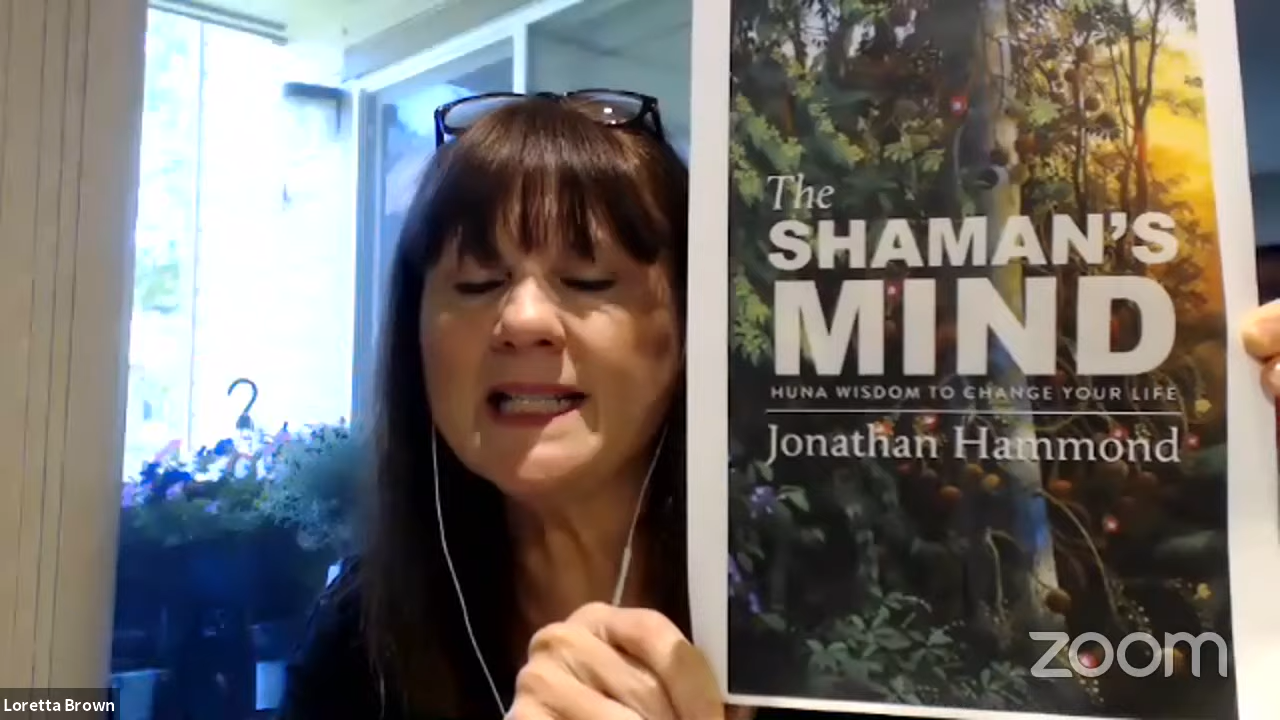 The
SHAMAN'S
MIND
HUNA WISDOM TO CHANGE YOUR LIFE
Jonathan Hammond
zoom
Loretta Brown